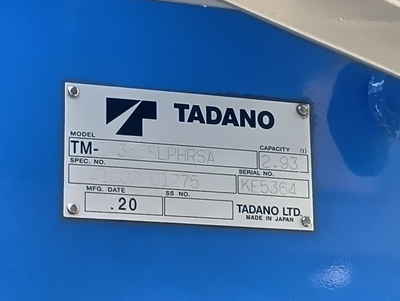 TADANO
MODEL CAPACITY (t)
TM- 2.93
SPEC. NO. SERIAL NO.
KE5364
MFG. DATE SS NO.
.20
TADANO LTD.
MADE IN JAPAN